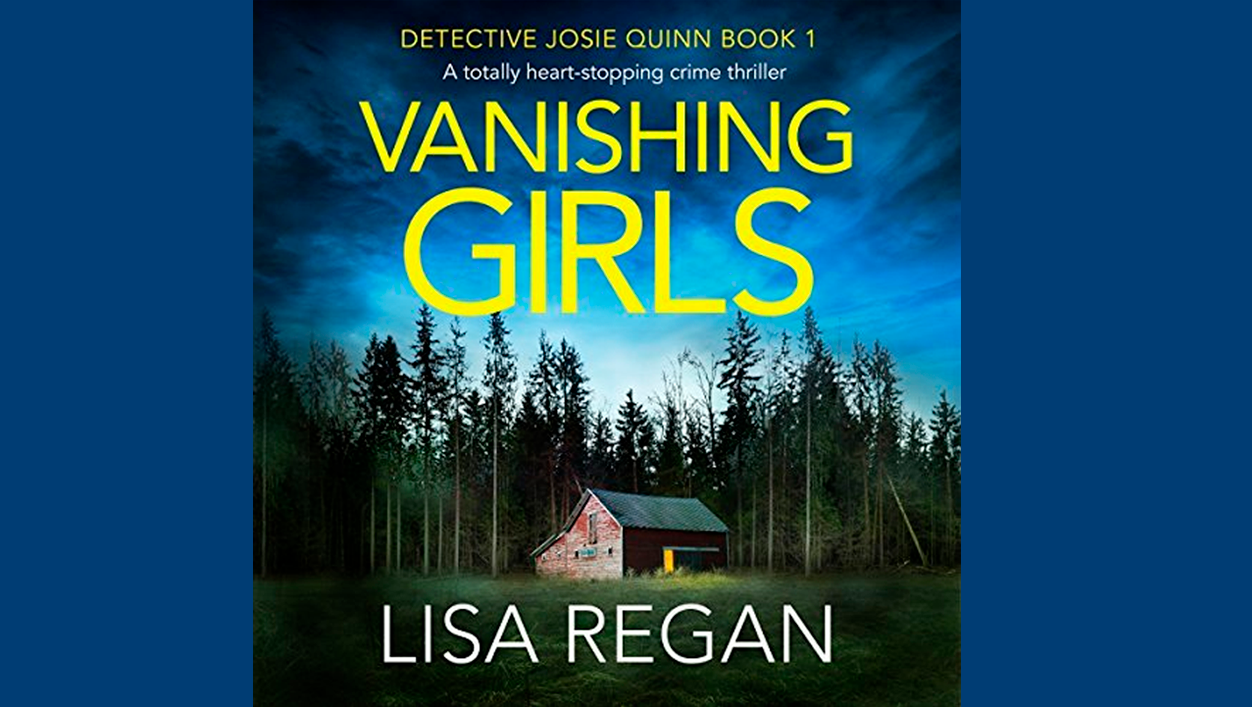 DETECTIVE JOSIE QUINN BOOK 1
A totally heart-stopping crime thriller
VANISHING
GIRLS
LISA REGAN